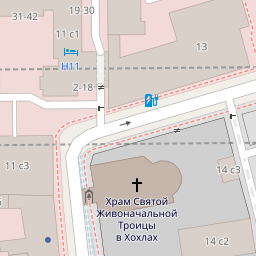 31-42
19-30
11 с1
13
Н11
2-18
11 с3
14 с3
Храм Святой
Живоначальной
Троицы
в Хохлах
14 с2